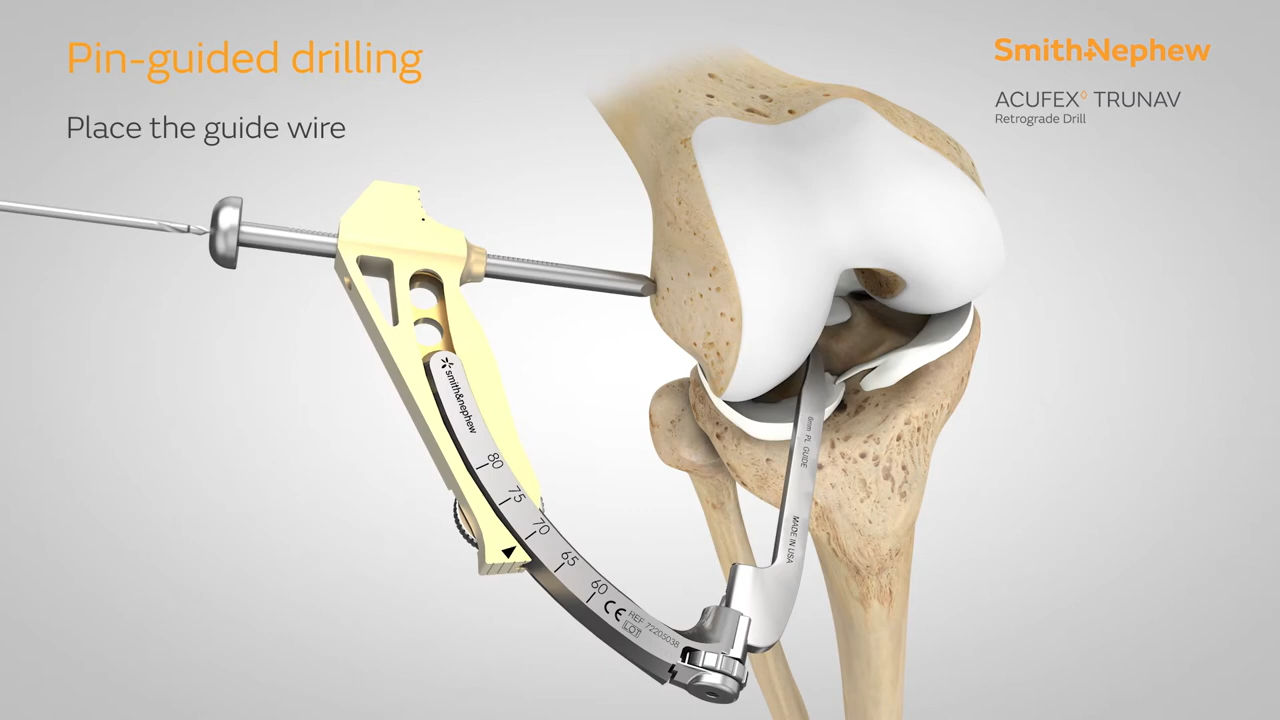 Pin-guided drilling
Place the guide wire
Smith+Nephew
ACUFEX◊ TRUNAV
Retrograde Drill
smith&nephew
80
75
70
65
60
CE
REF 72205038
LOT
6mm PL GUIDE
MADE IN USA